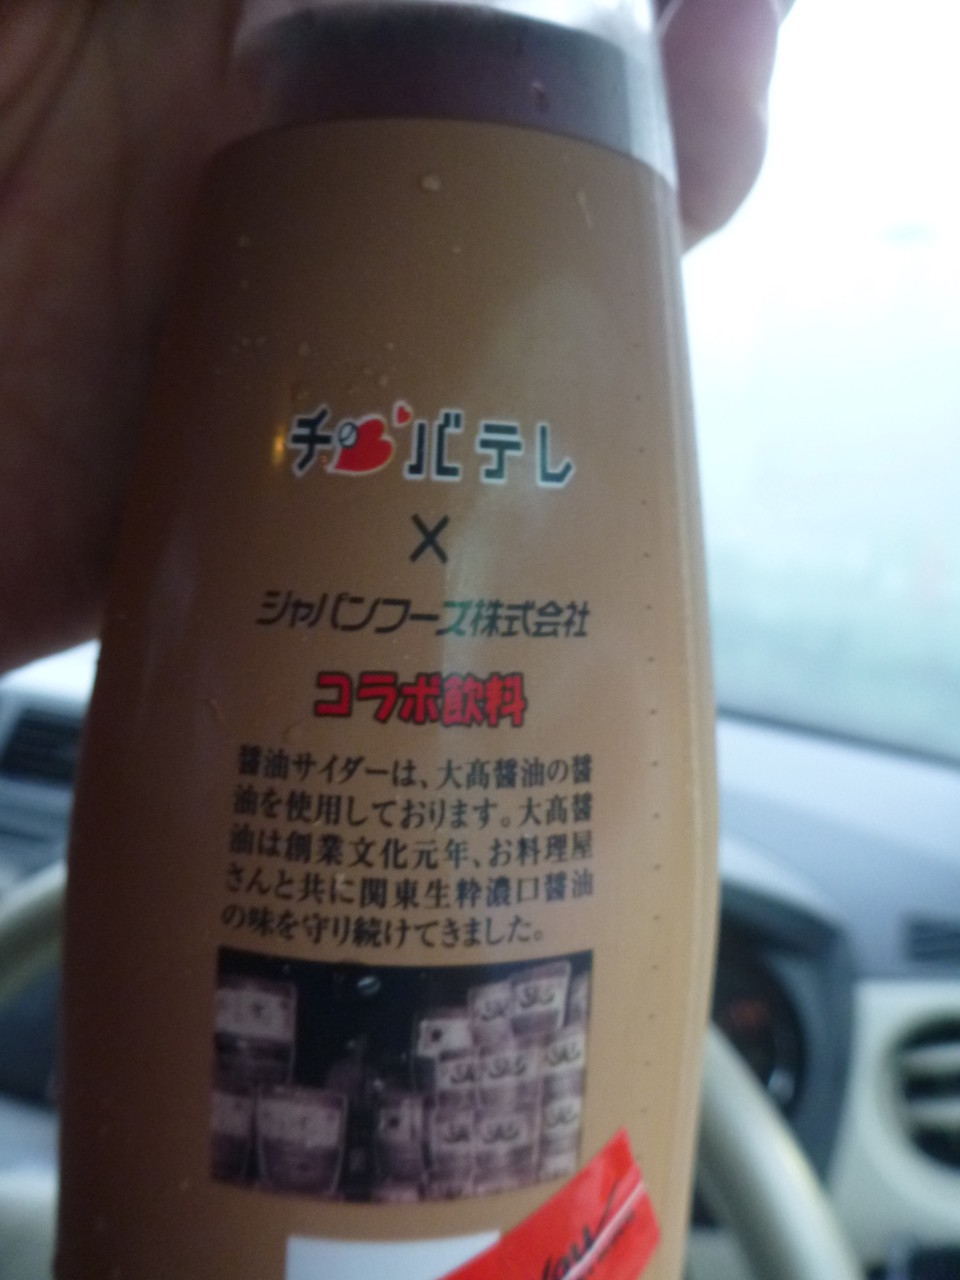 チバテレ
×
ジャパンフーズ株式会社
コラボ飲料
醤油サイダーは、大髙醤油の醤
油を使用しております。大髙醤
油は創業文化元年、お料理屋
さんと共に関東生粋濃口醤油
の味を守り続けてきました。